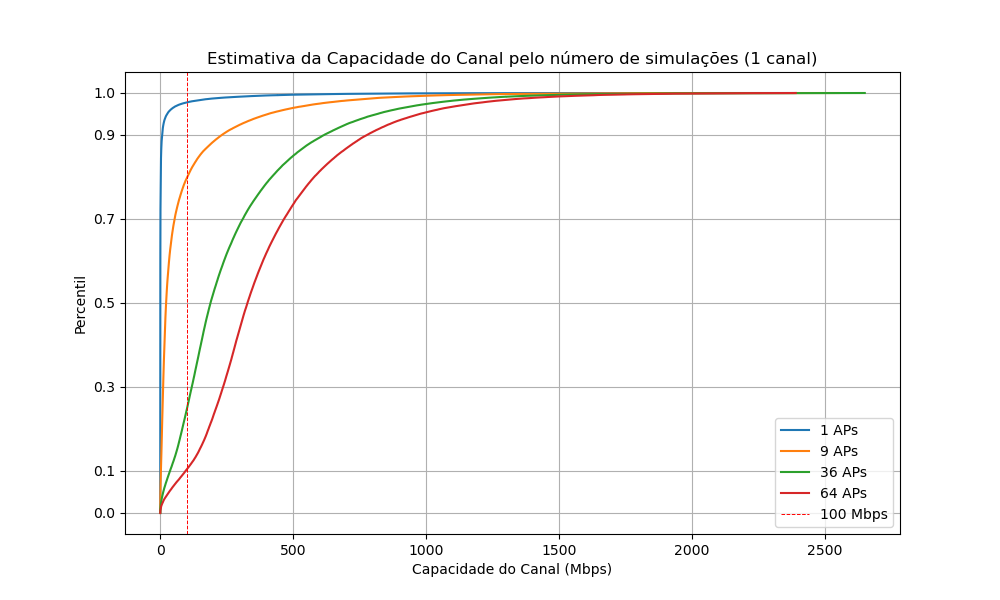 Estimativa da Capacidade do Canal pelo número de simulações (1 canal)
1.0
0.9
0.7
0.5
0.3
0.1
0.0
Percentil
0 500 1000 1500 2000 2500
Capacidade do Canal (Mbps)
1 APs
9 APs
36 APs
64 APs
100 Mbps